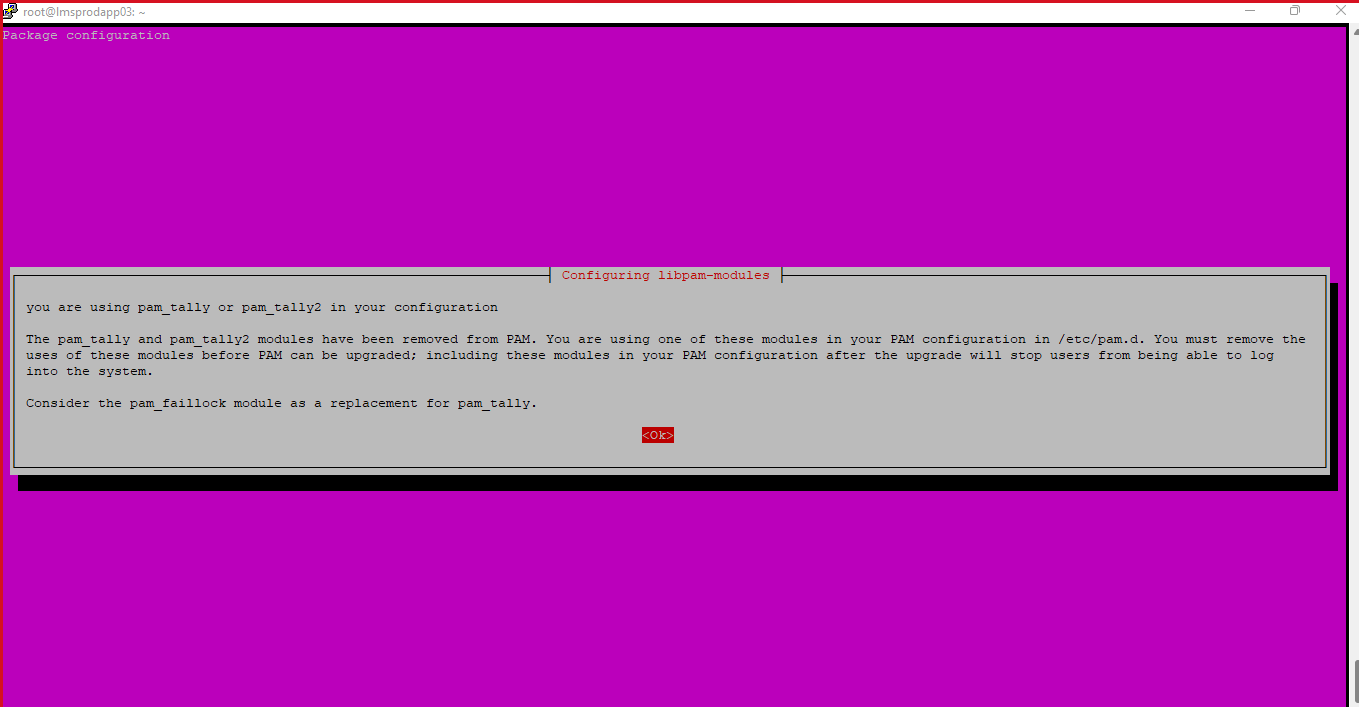 root@lmsprodapp03: ~
Package configuration
Configuring libpam-modules
you are using pam_tally or pam_tally2 in your configuration
The pam_tally and pam_tally2 modules have been removed from PAM. You are using one of these modules in your PAM configuration in /etc/pam.d. You must remove the
uses of these modules before PAM can be upgraded; including these modules in your PAM configuration after the upgrade will stop users from being able to log
into the system.
Consider the pam_faillock module as a replacement for pam_tally.
<Ok>